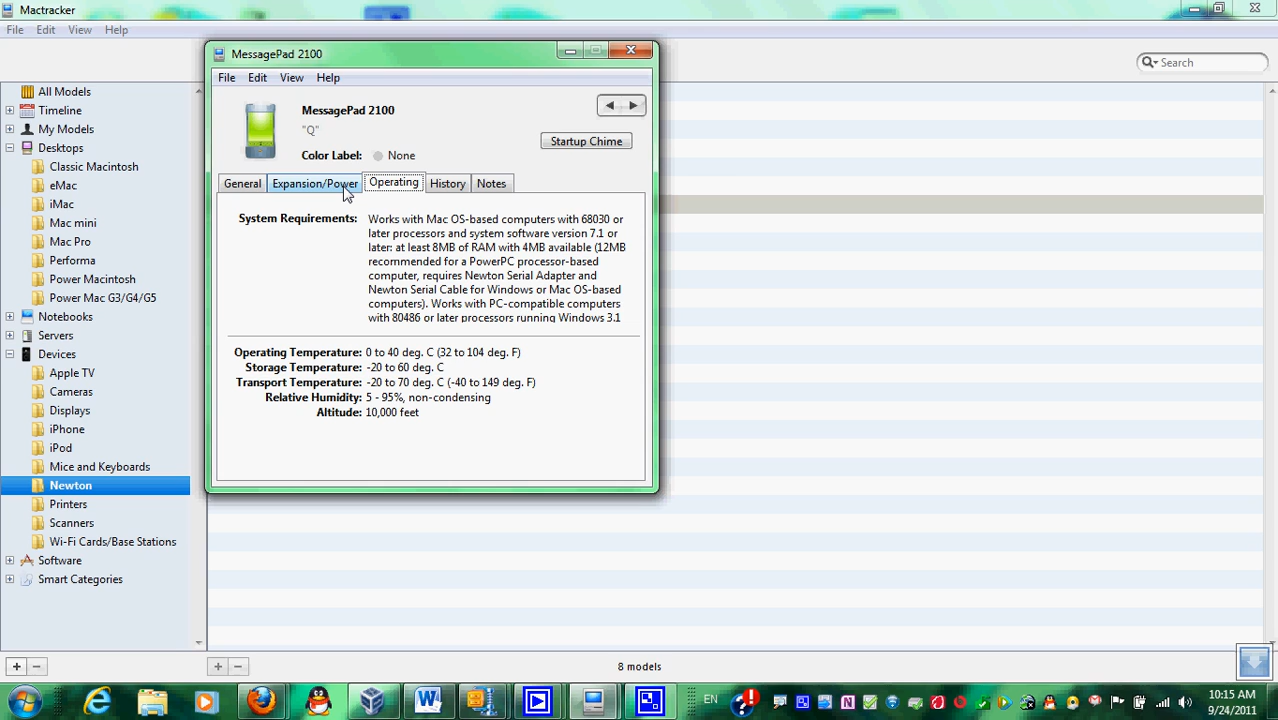 Mactracker
File Edit View Help
Search
All Models
Timeline
My Models
Desktops
Classic Macintosh
eMac
iMac
Mac mini
Mac Pro
Performa
Power Macintosh
Power Mac G3/G4/G5
Notebooks
Servers
Devices
Apple TV
Cameras
Displays
iPhone
iPod
Mice and Keyboards
Newton
Printers
Scanners
Wi-Fi Cards/Base Stations
Software
Smart Categories
MessagePad 2100
File Edit View Help
MessagePad 2100
"Q"
Startup Chime
Color Label: None
General Expansion/Power Operating History Notes
System Requirements: Works with Mac OS-based computers with 68030 or
later processors and system software version 7.1 or
later: at least 8MB of RAM with 4MB available (12MB
recommended for a PowerPC processor-based
computer, requires Newton Serial Adapter and
Newton Serial Cable for Windows or Mac OS-based
computers). Works with PC-compatible computers
with 80486 or later processors running Windows 3.1
Operating Temperature: 0 to 40 deg. C (32 to 104 deg. F)
Storage Temperature: -20 to 60 deg. C
Transport Temperature: -20 to 70 deg. C (-40 to 149 deg. F)
Relative Humidity: 5 - 95%, non-condensing
Altitude: 10,000 feet
8 models
EN
10:15 AM
9/24/2011